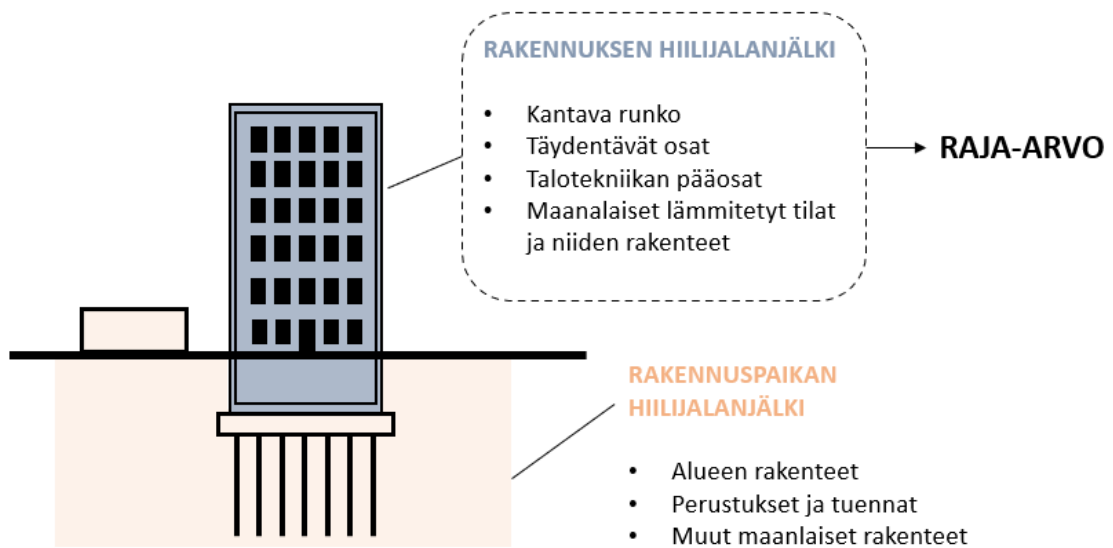 RAKENNUKSEN HIILIJALANJÄLKI
• Kantava runko
• Täydentävät osat
• Talotekniikan pääosat
• Maanalaiset lämmitetyt tilat
ja niiden rakenteet
RAJA-ARVO
RAKENNUSPAIKAN
HIILIJALANJÄLKI
• Alueen rakenteet
• Perustukset ja tuennat
• Muut maanlaiset rakenteet